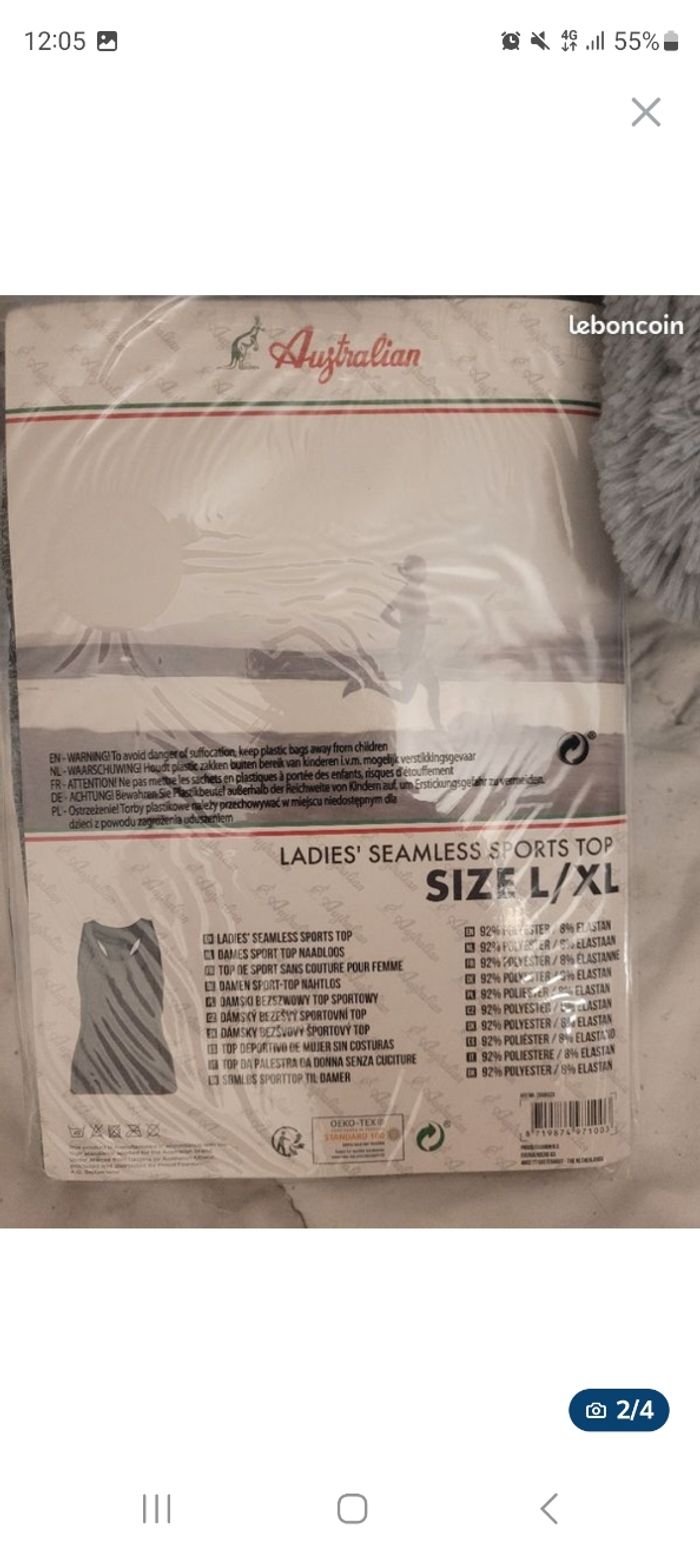 12:05
4G
55%
leboncoin
Australian
EN - WARNING! To avoid danger of suffocation, keep plastic bags away from children
NL - WAARSCHUWING! Houdt plastic zakken buiten bereik van kinderen i.v.m. mogelijk verstikkingsgevaar
FR - ATTENTION! Ne pas mettre les sachets en plastiques à portée des enfants, risques d'étouffement
DE - ACHTUNG! Bewahren Sie Plastikbeutel außerhalb der Reichweite von Kindern auf, um Erstickungsgefahr zu vermeiden.
PL - Ostrzeżenie! Torby plastikowe należy przechowywać w miejscu niedostępnym dla
dzieci z powodu zagrożenia uduszeniem
LADIES' SEAMLESS SPORTS TOP
SIZE L/XL
LADIES' SEAMLESS SPORTS TOP
DAMES SPORT TOP NAADLOOS
TOP DE SPORT SANS COUTURE POUR FEMME
DAMEN SPORT-TOP NAHTLOS
DAMSKI BEZSZWOWY TOP SPORTOWY
DÁMSKÝ BEZEŠVÝ SPORTOVNÍ TOP
DÁMSKY BEZŠVOVÝ ŠPORTOVÝ TOP
TOP DEPORTIVO DE MUJER SIN COSTURAS
TOP DA PALESTRA DA DONNA SENZA CUCITURE
SØMLØS SPORTTOP TIL DAMER
92% POLYESTER / 8% ELASTAN
92% POLYESTER / 8% ELASTAAN
92% POLYESTER / 8% ELASTHANNE
92% POLYESTER / 8% ELASTAN
92% POLIESTER / 8% ELASTAN
92% POLYESTER / 8% ELASTAN
92% POLYESTER / 8% ELASTAN
92% POLIÉSTER / 8% ELASTANO
92% POLIESTERE / 8% ELASTAN
92% POLYESTER / 8% ELASTAN
OEKO-TEX®
STANDARD 100
8 719874 971003
2/4